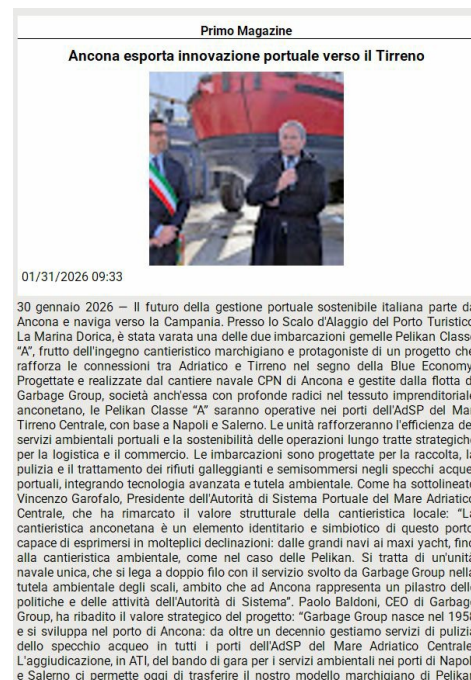 Primo Magazine
Ancona esporta innovazione portuale verso il Tirreno
01/31/2026 09:33
30 gennaio 2026 — Il futuro della gestione portuale sostenibile italiana parte da
Ancona e naviga verso la Campania. Presso lo Scalo d'Alaggio del Porto Turistico
La Marina Dorica, è stata varata una delle due imbarcazioni gemelle Pelikan Classe
“A”, frutto dell'ingegno cantieristico marchigiano e protagoniste di un progetto che
rafforza le connessioni tra Adriatico e Tirreno nel segno della Blue Economy.
Progettate e realizzate dal cantiere navale CPN di Ancona e gestite dalla flotta di
Garbage Group, società anch'essa con profonde radici nel tessuto imprenditoriale
anconetano, le Pelikan Classe “A” saranno operative nei porti dell'AdSP del Mar
Tirreno Centrale, con base a Napoli e Salerno. Le unità rafforzeranno l'efficienza dei
servizi ambientali portuali e la sostenibilità delle operazioni lungo tratte strategiche
per la logistica e il commercio. Le imbarcazioni sono progettate per la raccolta, la
pulizia e il trattamento dei rifiuti galleggianti e semisommersi negli specchi acquei
portuali, integrando tecnologia avanzata e tutela ambientale. Come ha sottolineato
Vincenzo Garofalo, Presidente dell'Autorità di Sistema Portuale del Mare Adriatico
Centrale, che ha rimarcato il valore strutturale della cantieristica locale: “La
cantieristica anconetana è un elemento identitario e simbiotico di questo porto,
capace di esprimersi in molteplici declinazioni: dalle grandi navi ai maxi yacht, fino
alla cantieristica ambientale, come nel caso delle Pelikan. Si tratta di un'unità
navale unica, che si lega a doppio filo con il servizio svolto da Garbage Group nella
tutela ambientale degli scali, ambito che ad Ancona rappresenta un pilastro delle
politiche e delle attività dell'Autorità di Sistema”. Paolo Baldoni, CEO di Garbage
Group, ha ribadito il valore strategico del progetto: “Garbage Group nasce nel 1958
e si sviluppa nel porto di Ancona: da oltre un decennio gestiamo servizi di pulizia
dello specchio acqueo in tutti i porti dell'AdSP del Mare Adriatico Centrale.
L'aggiudicazione, in ATI, del bando di gara per i servizi ambientali nei porti di Napoli
e Salerno ci permette oggi di trasferire il nostro modello marchigiano di Pelikan